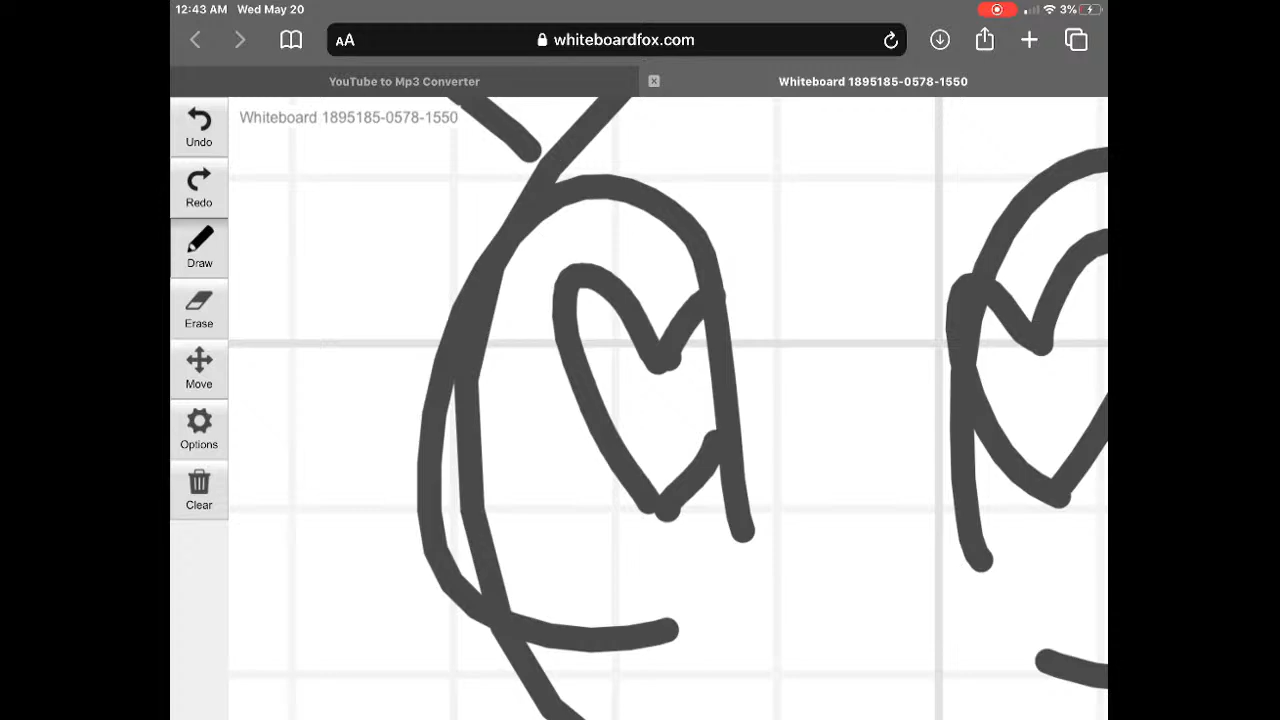 12:43 AM Wed May 20
3%
AA
whiteboardfox.com
YouTube to Mp3 Converter
Whiteboard 1895185-0578-1550
Whiteboard 1895185-0578-1550
Undo
Redo
Draw
Erase
Move
Options
Clear